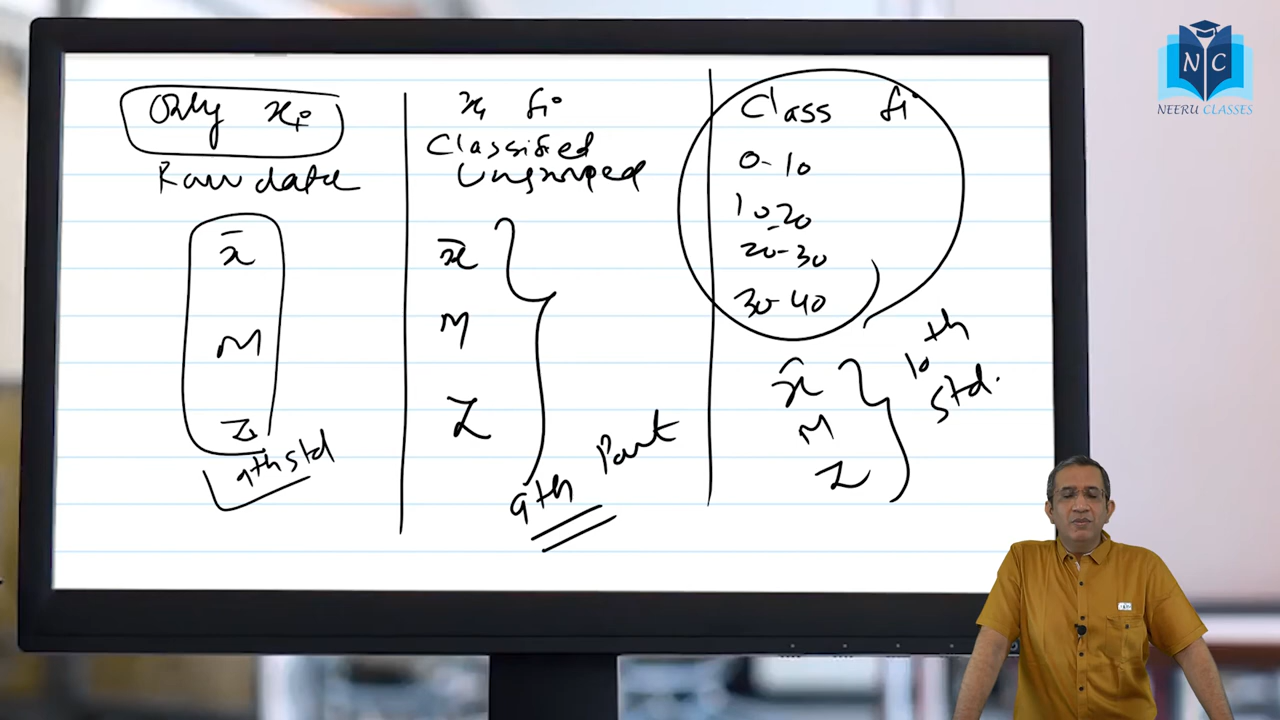 NC
NEERU CLASSES
Only xi
Raw data
x̄
M
Z
9th std
xi fi
Classified
Ungrouped
x̄
M
Z
9th Part
Class fi
0-10
10-20
20-30
30-40
x̄
M
Z
10th
Std.